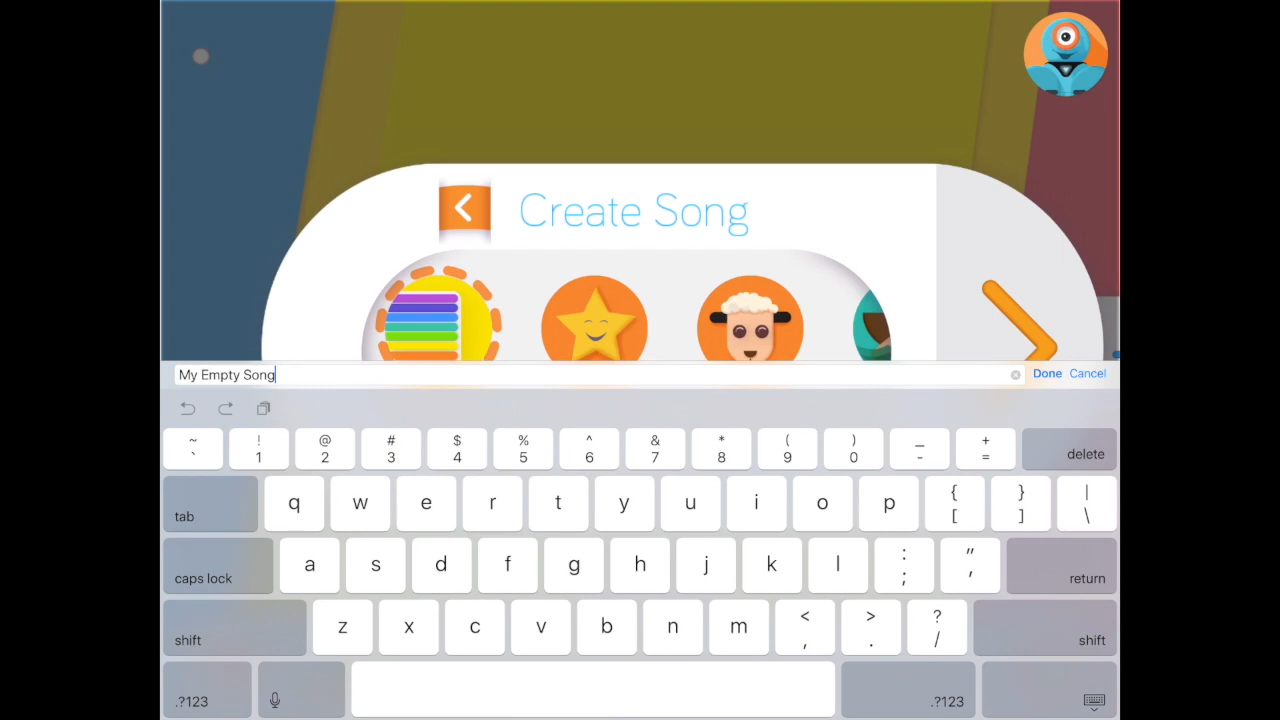 Create Song
My Empty Song
Done Cancel
~ ! @ # $ % ^ & * ( ) _ +
` 1 2 3 4 5 6 7 8 9 0 - = delete
tab q w e r t y u i o p { [ } ] | \
caps lock a s d f g h j k l : ; " ' return
shift z x c v b n m < , > . ? / shift
.?123 .?123